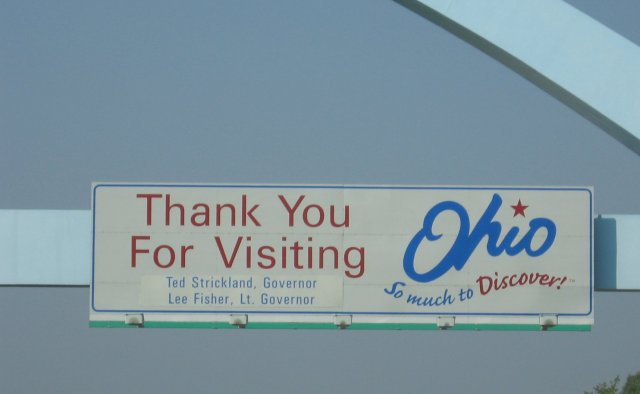 Thank You
For Visiting
Ted Strickland, Governor
Lee Fisher, Lt. Governor
Ohio
So much to Discover!